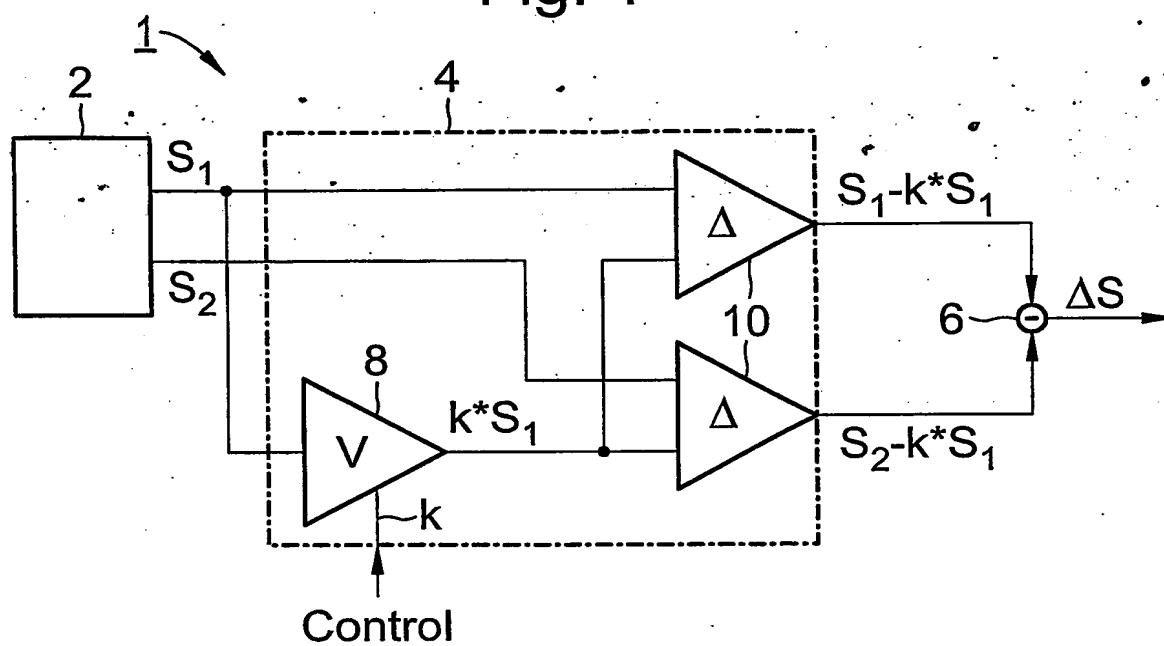 1
2
4
S₁
S₂
Δ
S₁-k*S₁
10
6
ΔS
8
V
k*S₁
Δ
S₂-k*S₁
k
Control